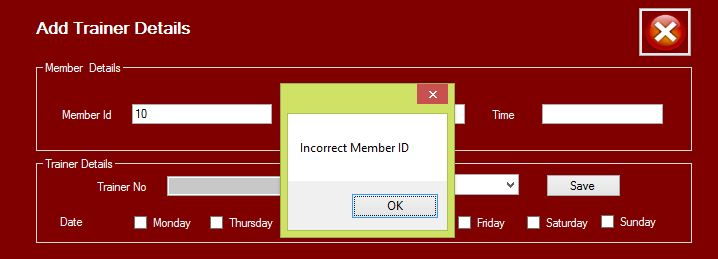 Add Trainer Details
Member Details
Member Id 10 Time
Incorrect Member ID
Trainer Details
Trainer No Save
OK
Date Monday Thursday Friday Saturday Sunday